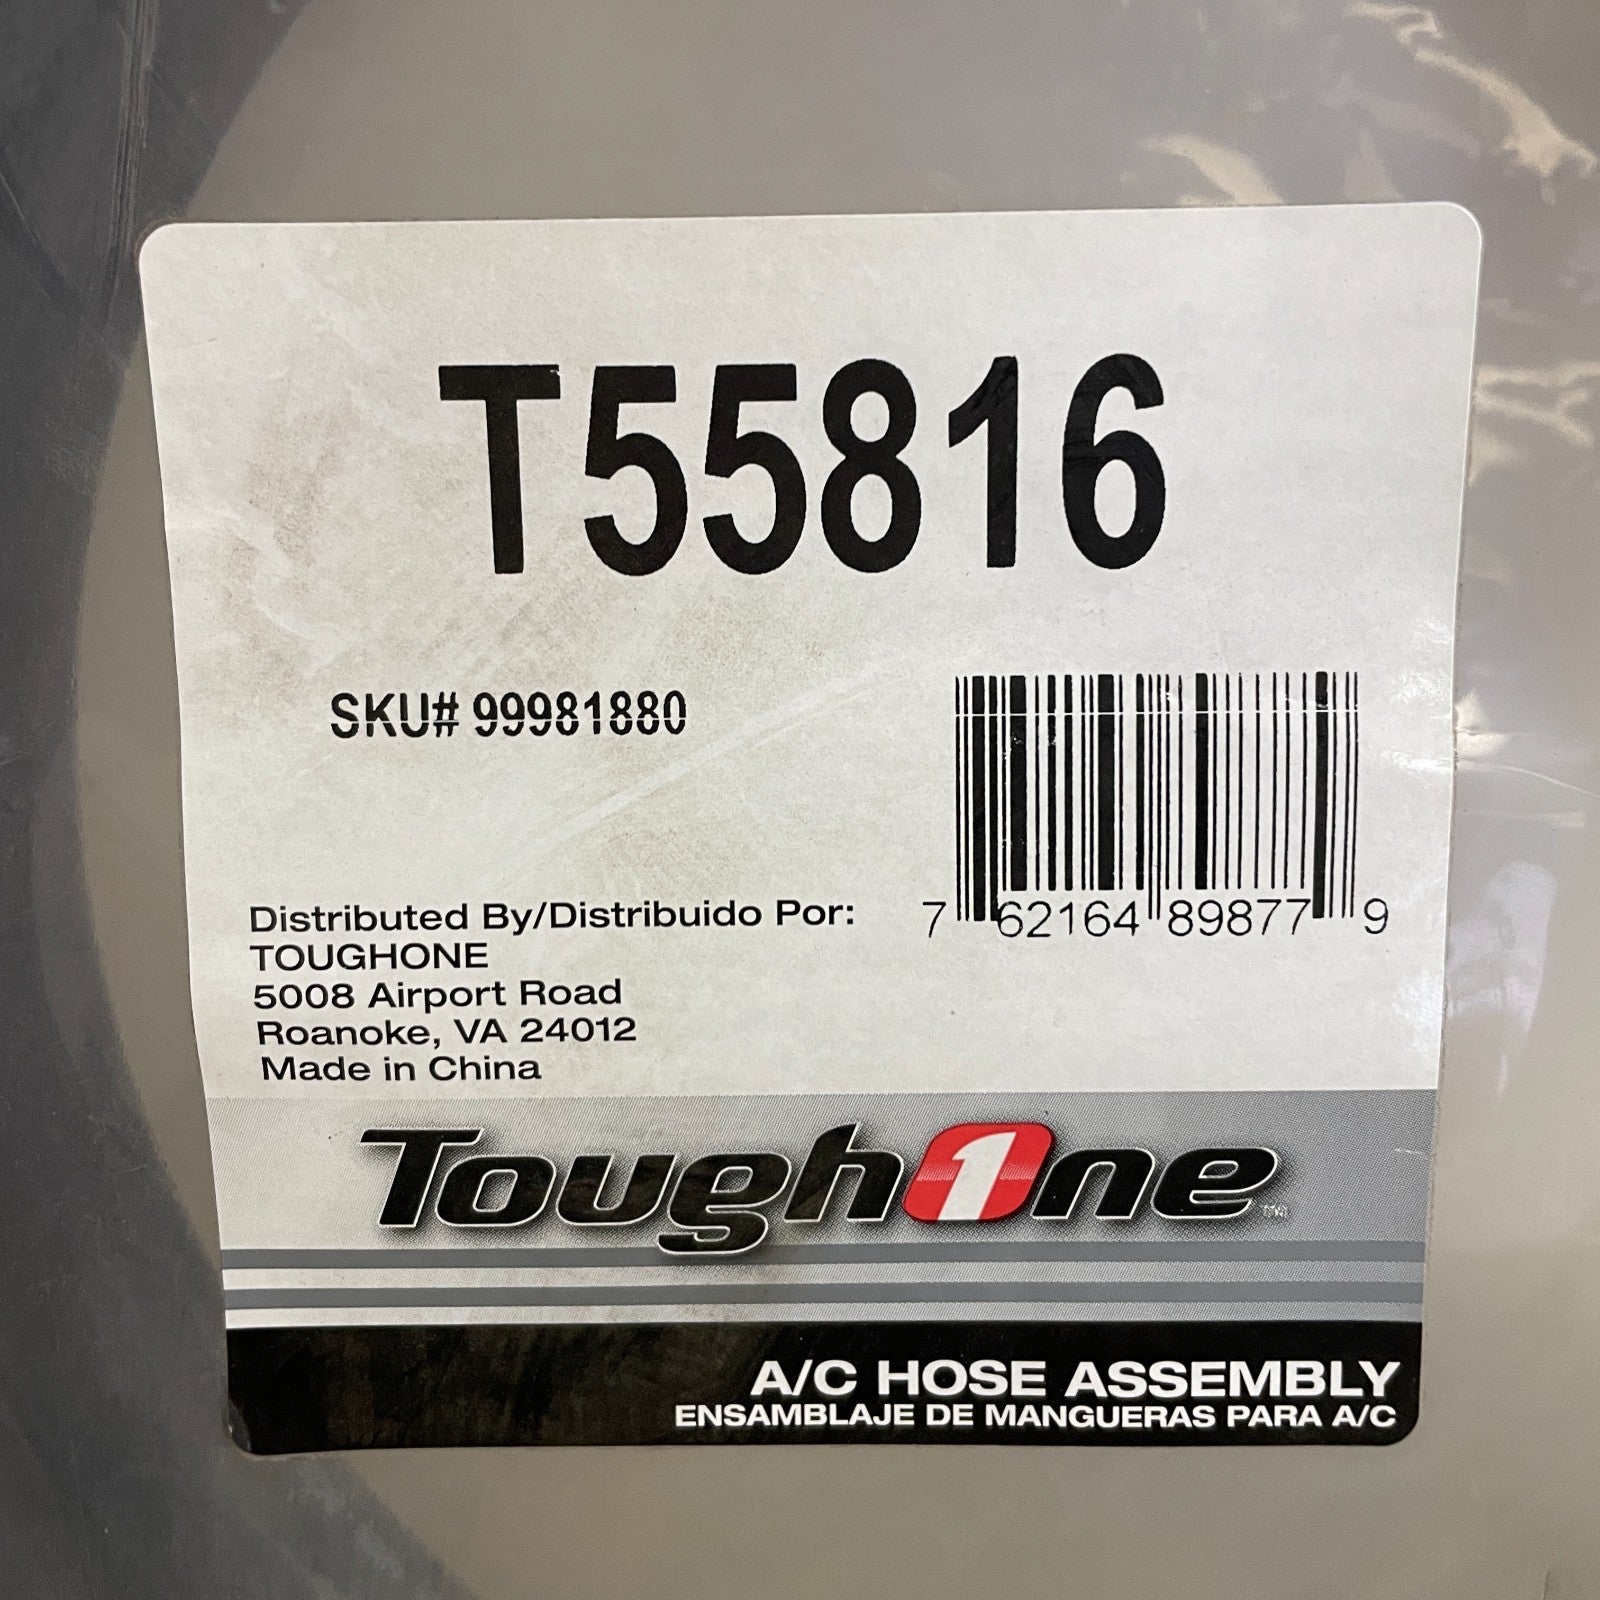 T55816
SKU# 99981880
7 62164 89877 9
Distributed By/Distribuido Por:
TOUGHONE
5008 Airport Road
Roanoke, VA 24012
Made in China
Tough1ne TM
A/C HOSE ASSEMBLY
ENSAMBLAJE DE MANGUERAS PARA A/C